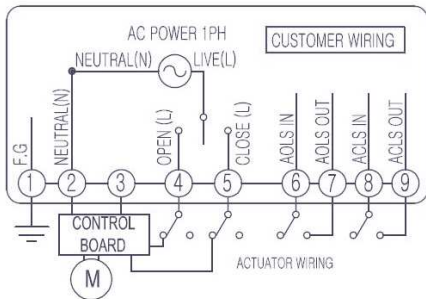 AC POWER 1PH
CUSTOMER WIRING
NEUTRAL(N) LIVE(L)
F.G
NEUTRAL(N)
OPEN (L)
CLOSE (L)
AOLS IN
AOLS OUT
ACLS IN
ACLS OUT
1 2 3 4 5 6 7 8 9
CONTROL
BOARD
ACTUATOR WIRING
M